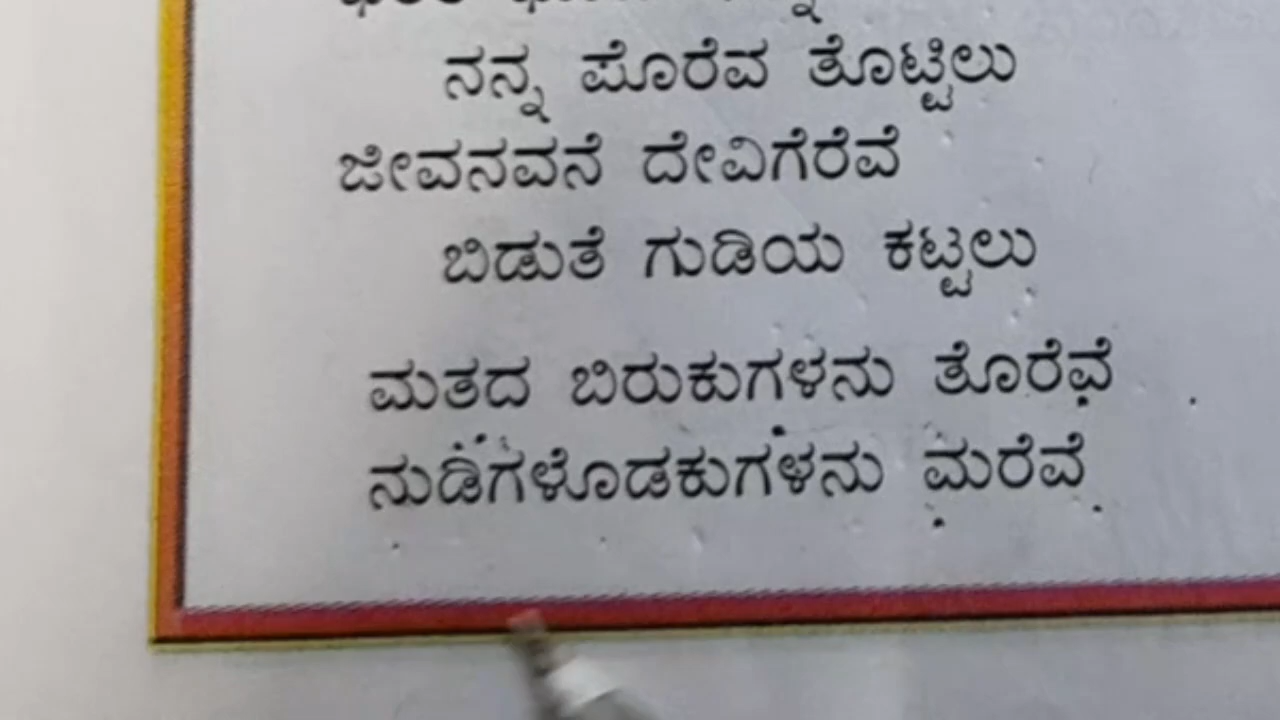 ನನ್ನ ಪೊರೆವ ತೊಟ್ಟಿಲು
ಜೀವನವನೆ ದೇವಿಗೆರೆವೆ
ಬಿಡುತೆ ಗುಡಿಯ ಕಟ್ಟಲು
ಮತದ ಬಿರುಕುಗಳನು ತೊರೆವೆ
ನುಡಿಗಳೊಡಕುಗಳನು ಮರೆವೆ